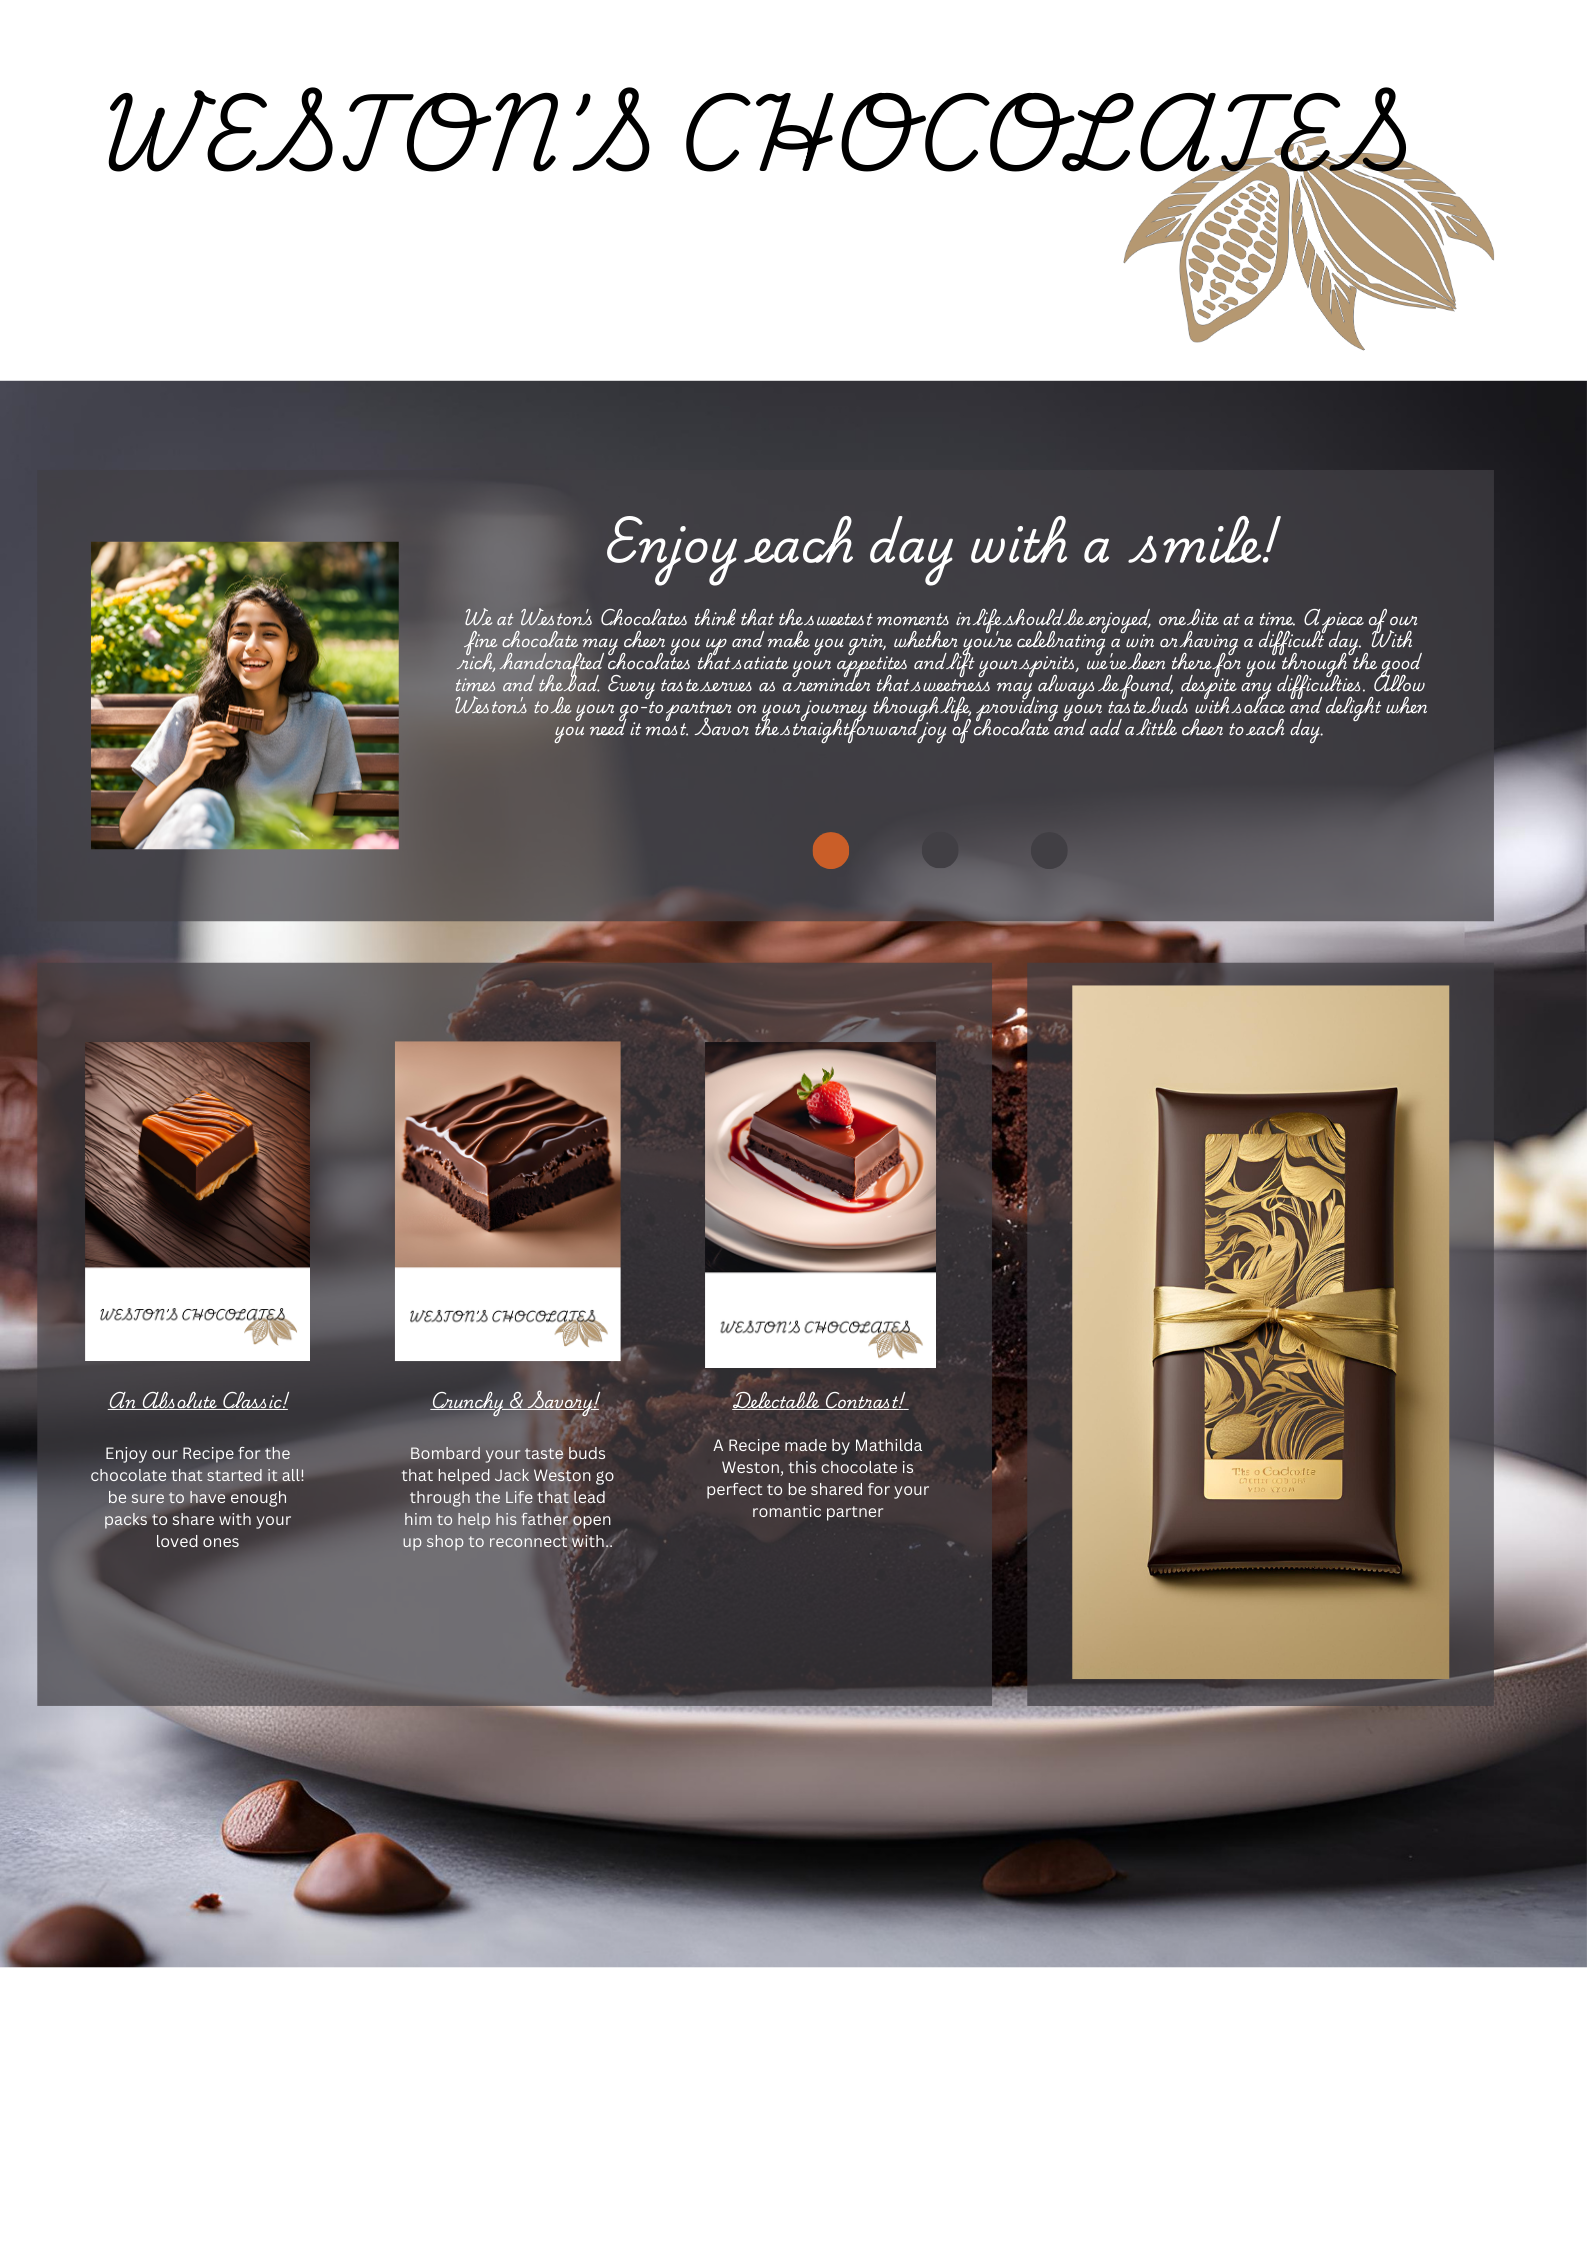 WESTON'S CHOCOLATES
Enjoy each day with a smile!
We at Weston's Chocolates think that the sweetest moments in life should be enjoyed, one bite at a time. A piece of our
fine chocolate may cheer you up and make you grin, whether you're celebrating a win or having a difficult day. With
rich, handcrafted chocolates that satiate your appetites and lift your spirits, we've been there for you through the good
times and the bad. Every taste serves as a reminder that sweetness may always be found, despite any difficulties. Allow
Weston's to be your go-to partner on your journey through life, providing your taste buds with solace and delight when
you need it most. Savor the straightforward joy of chocolate and add a little cheer to each day.
WESTON'S CHOCOLATES
An Absolute Classic!
Enjoy our Recipe for the
chocolate that started it all!
be sure to have enough
packs to share with your
loved ones
WESTON'S CHOCOLATES
Crunchy & Savory!
Bombard your taste buds
that helped Jack Weston go
through the Life that lead
him to help his father open
up shop to reconnect with..
WESTON'S CHOCOLATES
Delectable Contrast!
A Recipe made by Mathilda
Weston, this chocolate is
perfect to be shared for your
romantic partner